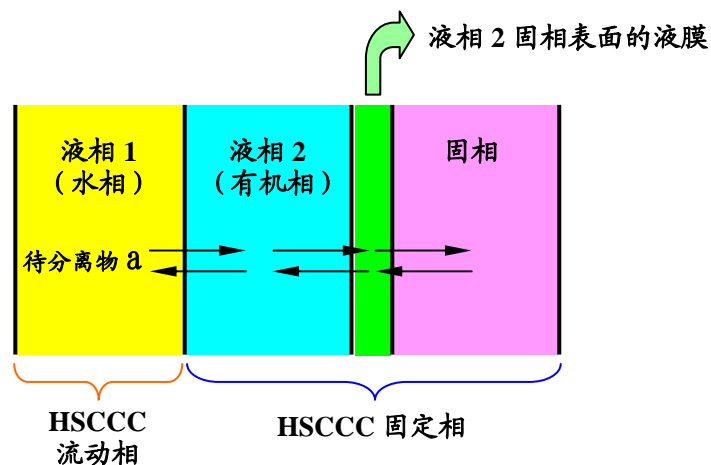 液相 2 固相表面的液膜
液相 1
（水相）
液相 2
（有机相）
固相
待分离物 a
HSCCC
流动相
HSCCC 固定相